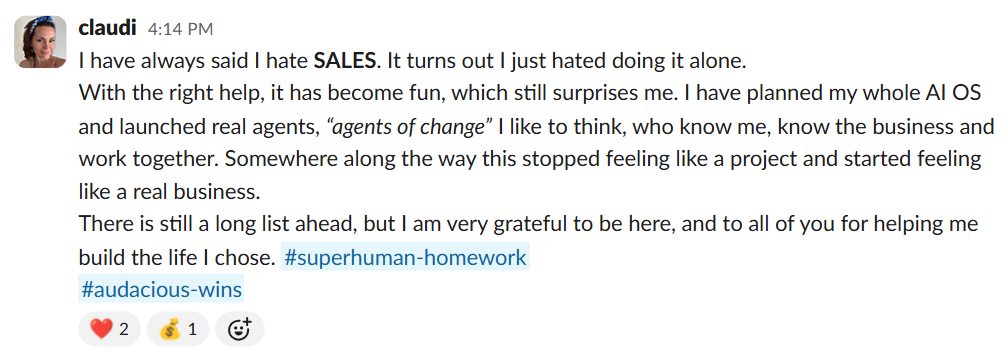 claudi 4:14 PM
I have always said I hate SALES. It turns out I just hated doing it alone.
With the right help, it has become fun, which still surprises me. I have planned my whole AI OS
and launched real agents, “agents of change” I like to think, who know me, know the business and
work together. Somewhere along the way this stopped feeling like a project and started feeling
like a real business.
There is still a long list ahead, but I am very grateful to be here, and to all of you for helping me
build the life I chose. #superhuman-homework
#audacious-wins
❤️ 2 💰 1